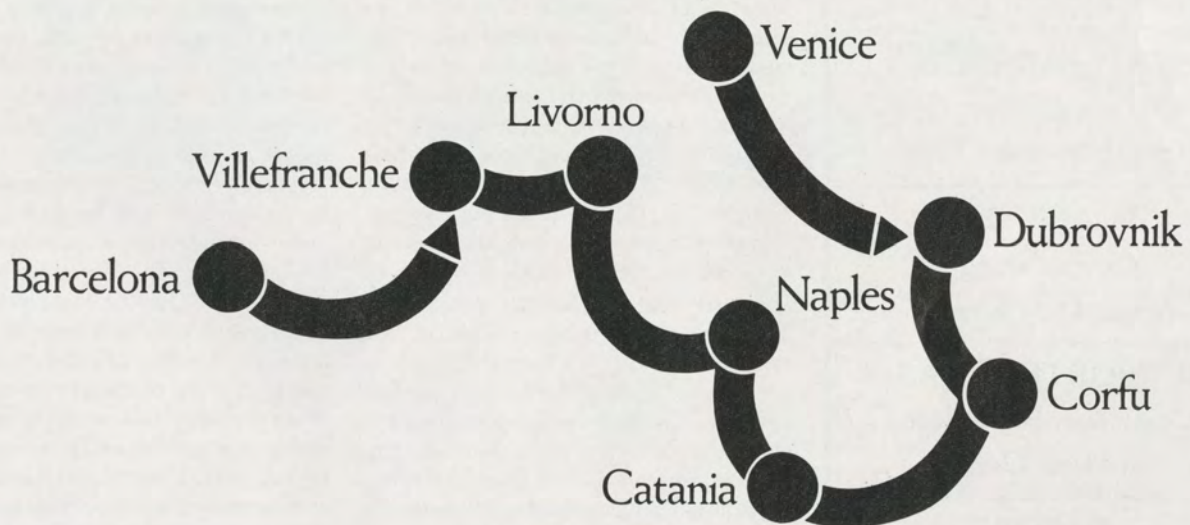 Venice
Livorno
Villefranche
Dubrovnik
Barcelona
Naples
Corfu
Catania